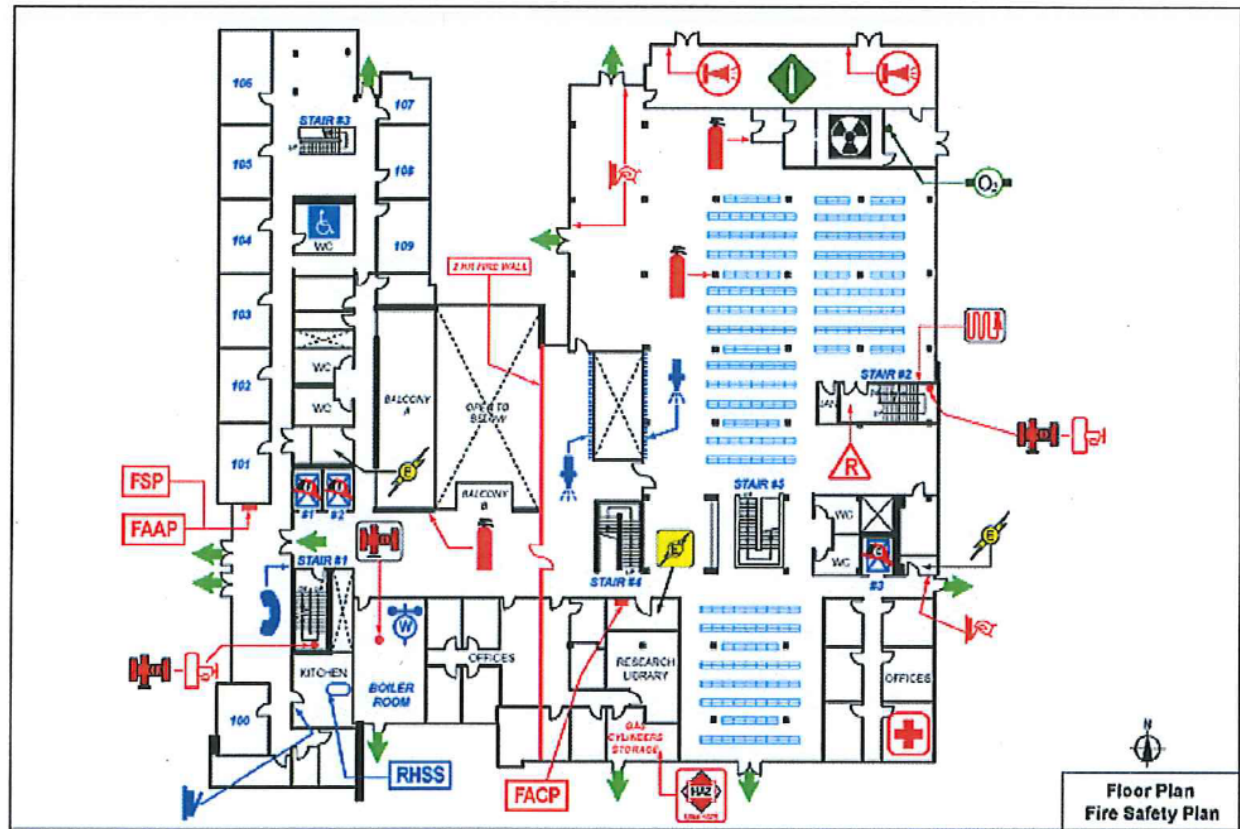 106
107
STAIR #3
UP
105
108
O₂
104
WC
109
2 HR FIRE WALL
103
102
WC
WC
BALCONY
A
OPEN TO
BELOW
STAIR #2
JAN
R
101
E
BALCONY
B
FSP
FAAP
#1
#2
STAIR #5
WC
WC
E
E
STAIR #1
STAIR #4
#3
W
KITCHEN
OFFICES
BOILER
ROOM
RESEARCH
LIBRARY
OFFICES
100
GAS
CYLINDERS
STORAGE
RHSS
FACP
HAZ
N
Floor Plan
Fire Safety Plan